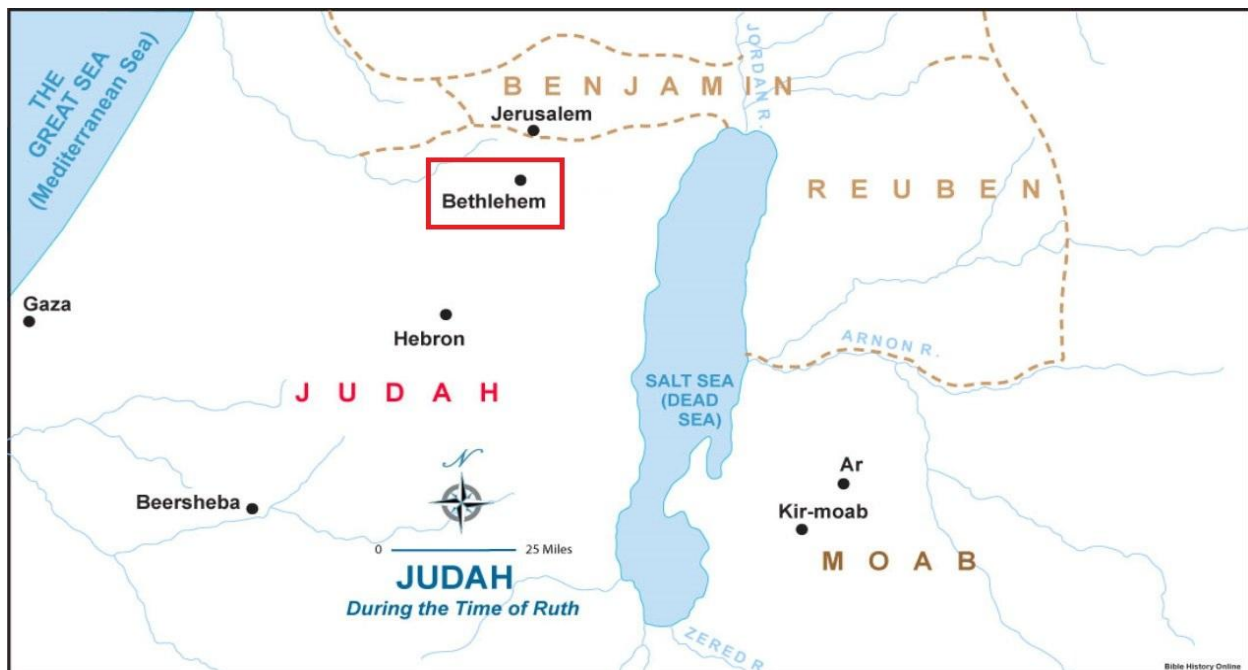 THE
GREAT SEA
(Mediterranean Sea)
JORDAN R.
BENJAMIN
Jerusalem
Bethlehem
REUBEN
Gaza
Hebron
ARNON R.
JUDAH
SALT SEA
(DEAD
SEA)
Ar
Beersheba
N
Kir-moab
0 25 Miles
MOAB
JUDAH
During the Time of Ruth
ZERED R.
Bible History Online